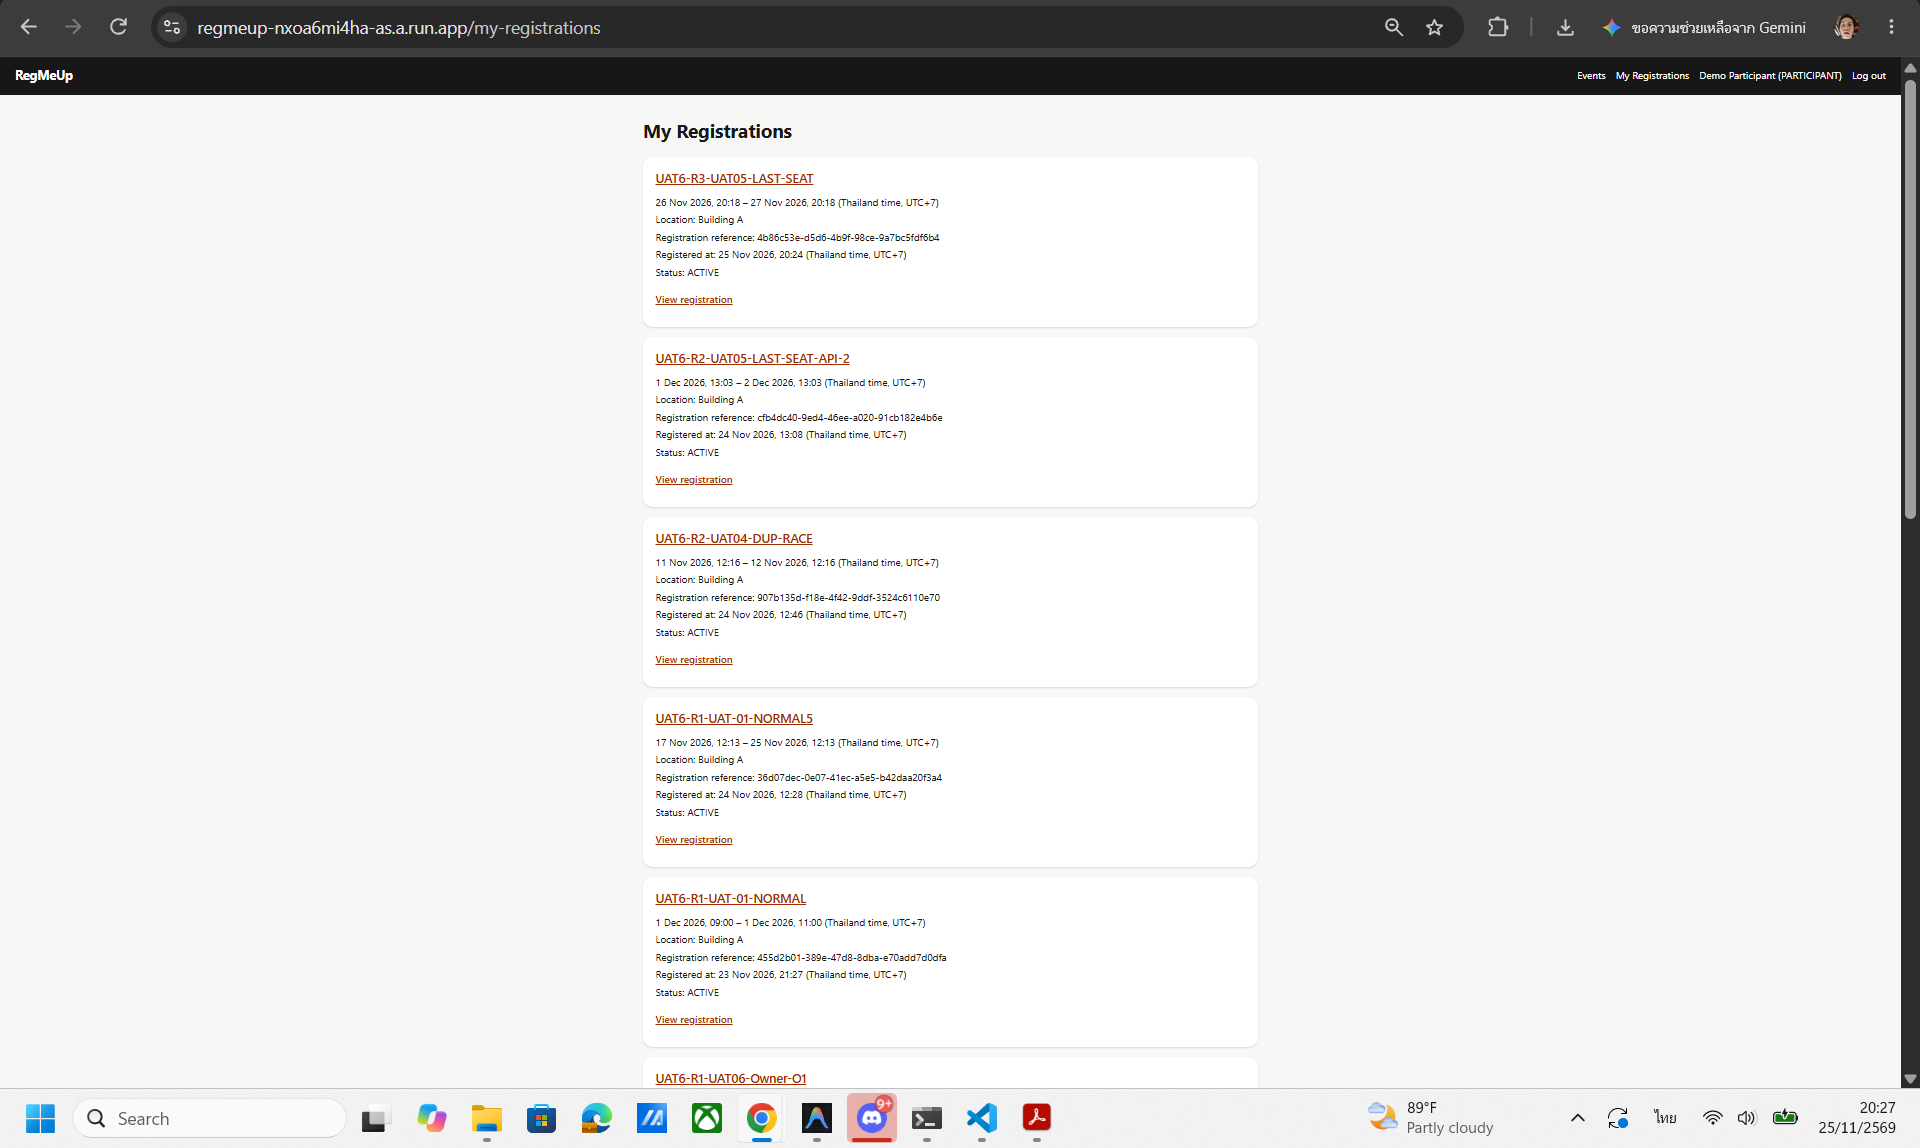 regmeup-nxoa6mi4ha-as.a.run.app/my-registrations
ขอความช่วยเหลือจาก Gemini
RegMeUp
Events My Registrations Demo Participant (PARTICIPANT) Log out
My Registrations
UAT6-R3-UAT05-LAST-SEAT
26 Nov 2026, 20:18 – 27 Nov 2026, 20:18 (Thailand time, UTC+7)
Location: Building A
Registration reference: 4b86c53e-d5d6-4b9f-98ce-9a7bc5fdf6b4
Registered at: 25 Nov 2026, 20:24 (Thailand time, UTC+7)
Status: ACTIVE
View registration
UAT6-R2-UAT05-LAST-SEAT-API-2
1 Dec 2026, 13:03 – 2 Dec 2026, 13:03 (Thailand time, UTC+7)
Location: Building A
Registration reference: cfb4dc40-9ed4-46ee-a020-91cb182e4b6e
Registered at: 24 Nov 2026, 13:08 (Thailand time, UTC+7)
Status: ACTIVE
View registration
UAT6-R2-UAT04-DUP-RACE
11 Nov 2026, 12:16 – 12 Nov 2026, 12:16 (Thailand time, UTC+7)
Location: Building A
Registration reference: 907b135d-f18e-4f42-9ddf-3524c6110e70
Registered at: 24 Nov 2026, 12:46 (Thailand time, UTC+7)
Status: ACTIVE
View registration
UAT6-R1-UAT-01-NORMAL5
17 Nov 2026, 12:13 – 25 Nov 2026, 12:13 (Thailand time, UTC+7)
Location: Building A
Registration reference: 36d07dec-0e07-41ec-a5e5-b42daa20f3a4
Registered at: 24 Nov 2026, 12:28 (Thailand time, UTC+7)
Status: ACTIVE
View registration
UAT6-R1-UAT-01-NORMAL
1 Dec 2026, 09:00 – 1 Dec 2026, 11:00 (Thailand time, UTC+7)
Location: Building A
Registration reference: 455d2b01-389e-47d8-8dba-e70add7d0dfa
Registered at: 23 Nov 2026, 21:27 (Thailand time, UTC+7)
Status: ACTIVE
View registration
UAT6-R1-UAT06-Owner-O1
Search
9+
89°F
Partly cloudy
ไทย
20:27
25/11/2569